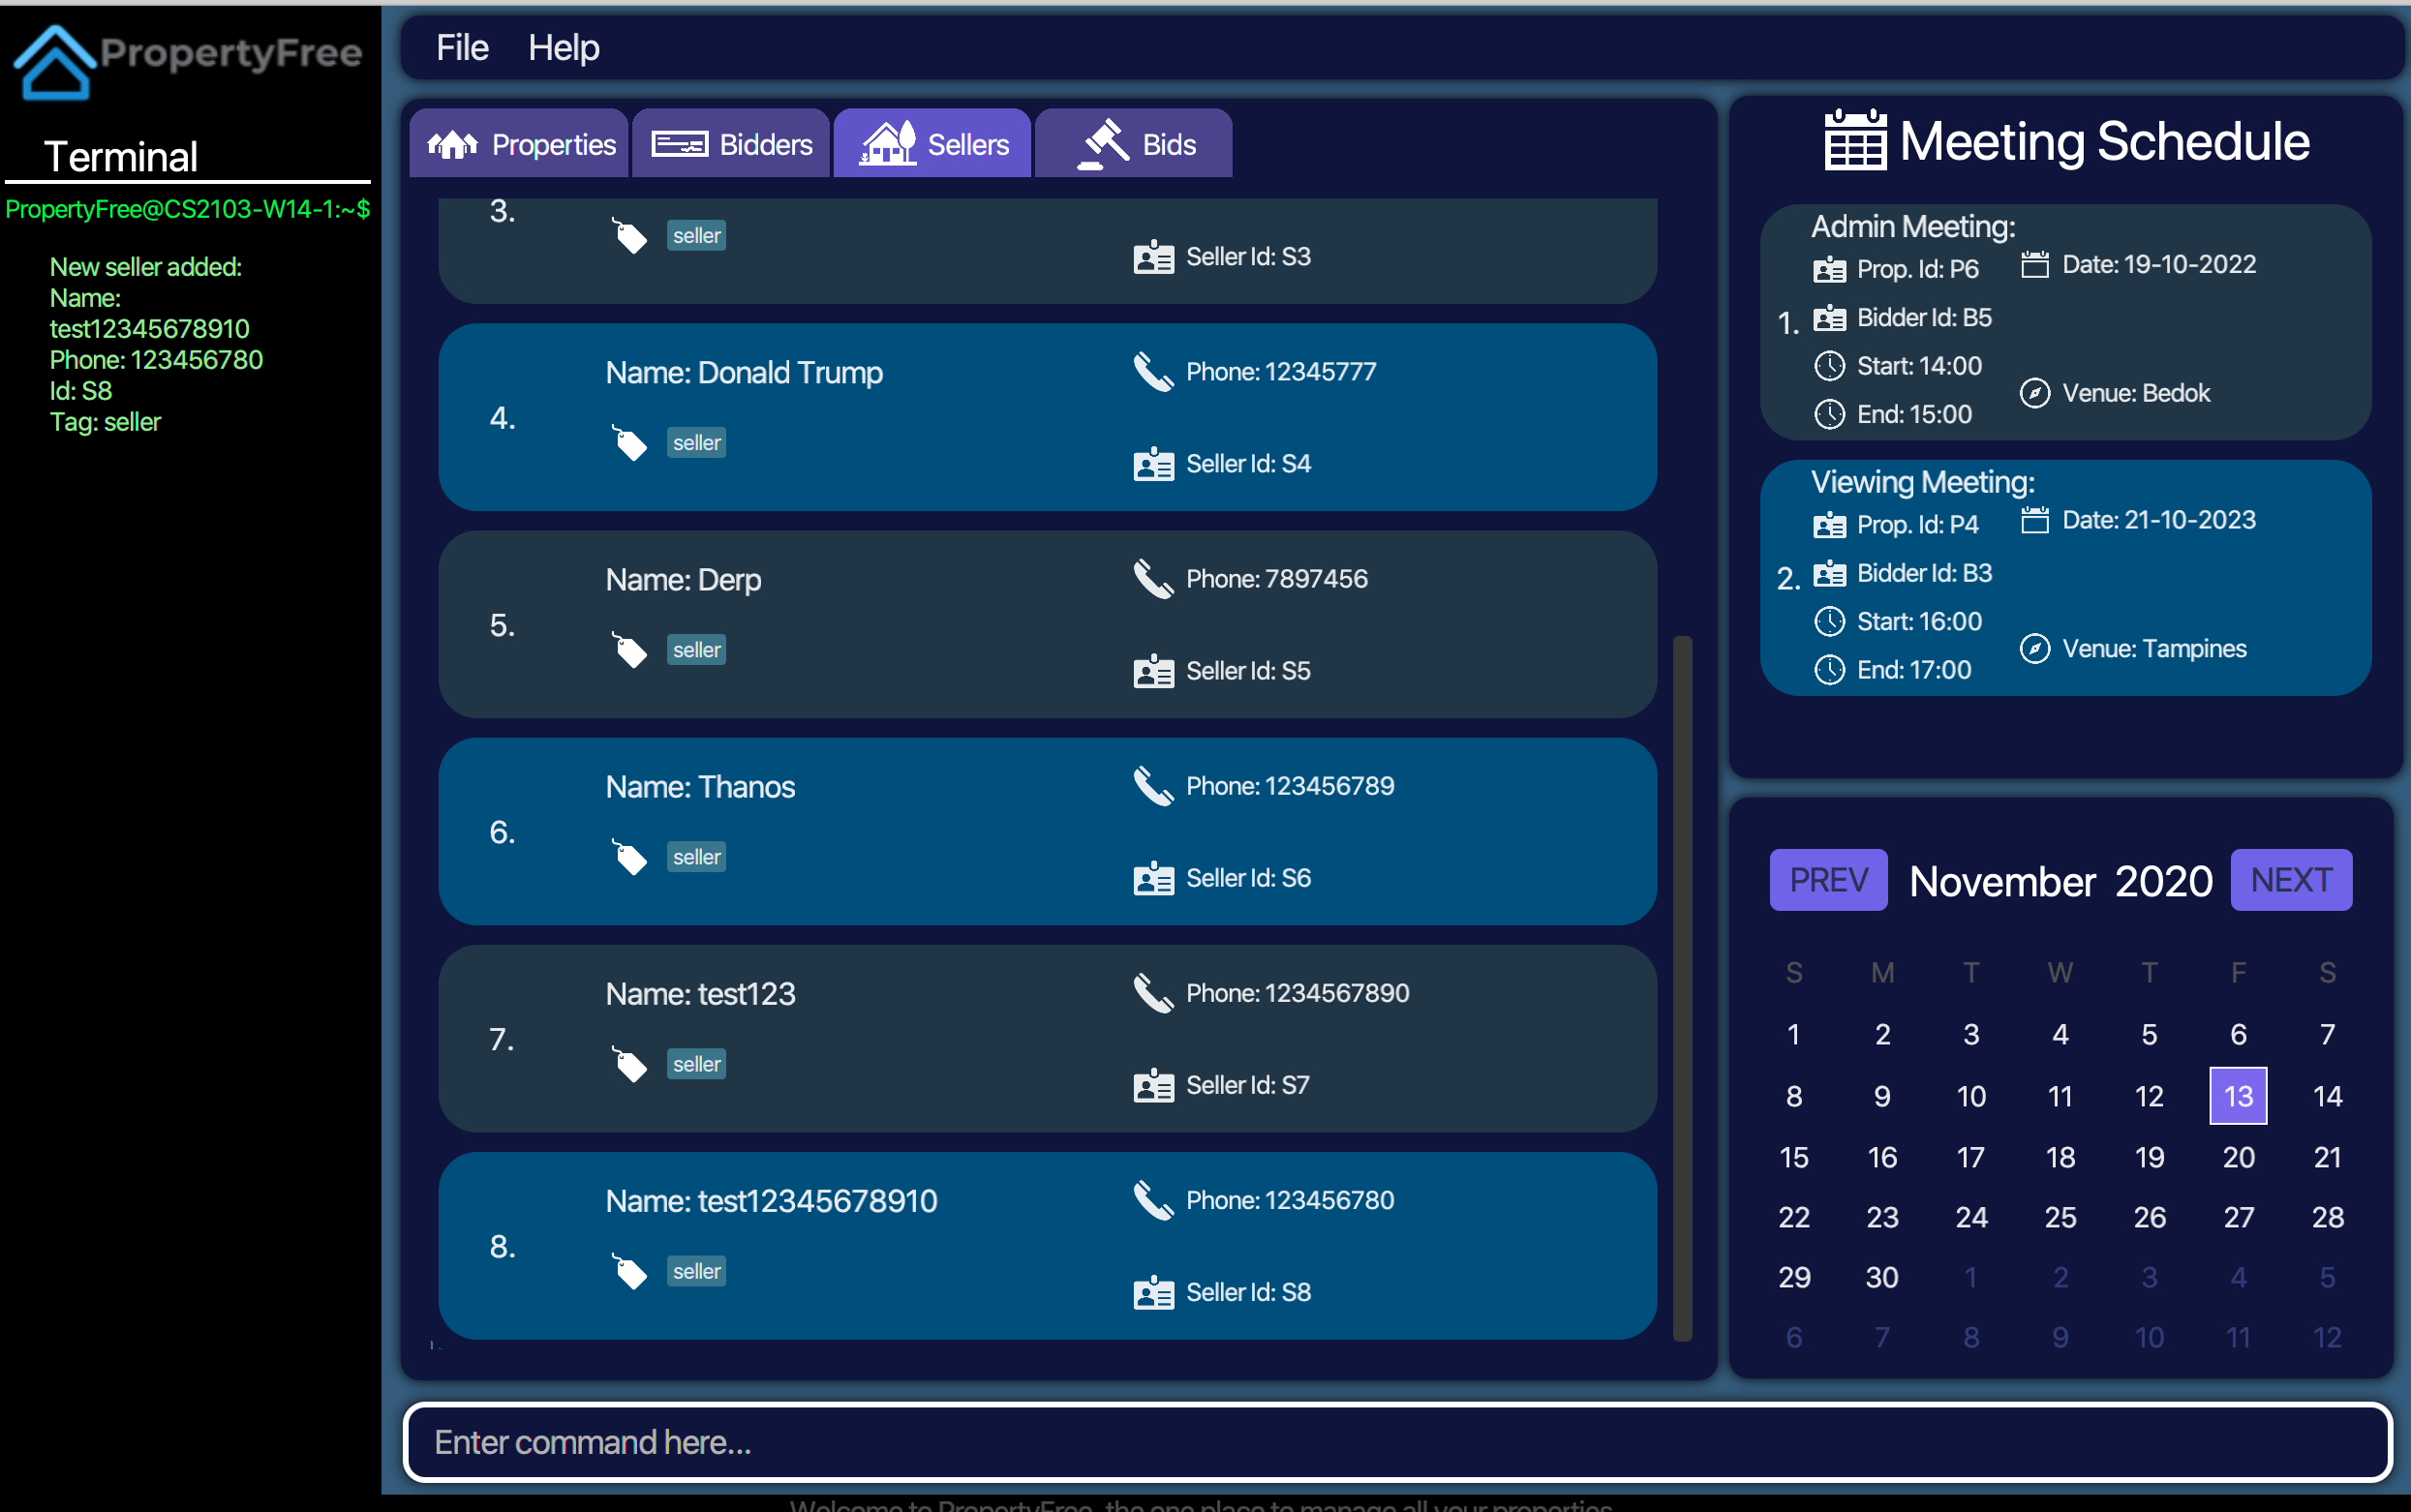 PropertyFree
Terminal
PropertyFree@CS2103-W14-1:~$
New seller added:
Name:
test12345678910
Phone: 123456780
Id: S8
Tag: seller
File Help
Properties Bidders Sellers Bids
3.
seller
Seller Id: S3
4.
Name: Donald Trump
Phone: 12345777
seller
Seller Id: S4
5.
Name: Derp
Phone: 7897456
seller
Seller Id: S5
6.
Name: Thanos
Phone: 123456789
seller
Seller Id: S6
7.
Name: test123
Phone: 1234567890
seller
Seller Id: S7
8.
Name: test12345678910
Phone: 123456780
seller
Seller Id: S8
Meeting Schedule
1.
Admin Meeting:
Prop. Id: P6
Date: 19-10-2022
Bidder Id: B5
Start: 14:00
Venue: Bedok
End: 15:00
2.
Viewing Meeting:
Prop. Id: P4
Date: 21-10-2023
Bidder Id: B3
Start: 16:00
Venue: Tampines
End: 17:00
PREV November 2020 NEXT
S M T W T F S
1 2 3 4 5 6 7
8 9 10 11 12 13 14
15 16 17 18 19 20 21
22 23 24 25 26 27 28
29 30 1 2 3 4 5
6 7 8 9 10 11 12
Enter command here...
Welcome to PropertyFree, the one place to manage all your properties